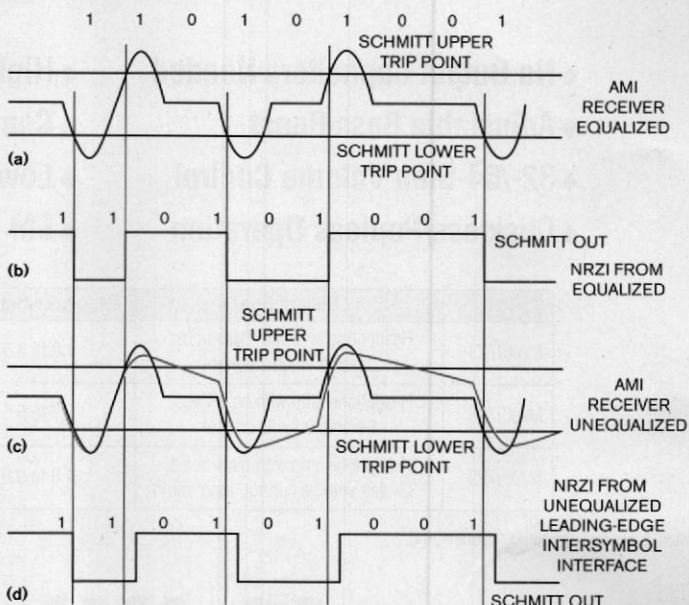 1 1 0 1 0 1 0 0 1
SCHMITT UPPER
TRIP POINT
AMI
RECEIVER
EQUALIZED
(a)
SCHMITT LOWER
TRIP POINT
1 1 0 1 0 1 0 0 1
SCHMITT OUT
(b)
NRZI FROM
EQUALIZED
SCHMITT
UPPER
TRIP POINT
AMI
RECEIVER
UNEQUALIZED
(c)
SCHMITT LOWER
TRIP POINT
NRZI FROM
UNEQUALIZED
LEADING-EDGE
INTERSYMBOL
INTERFACE
1 1 0 1 0 1 0 0 1
(d)
SCHMITT OUT